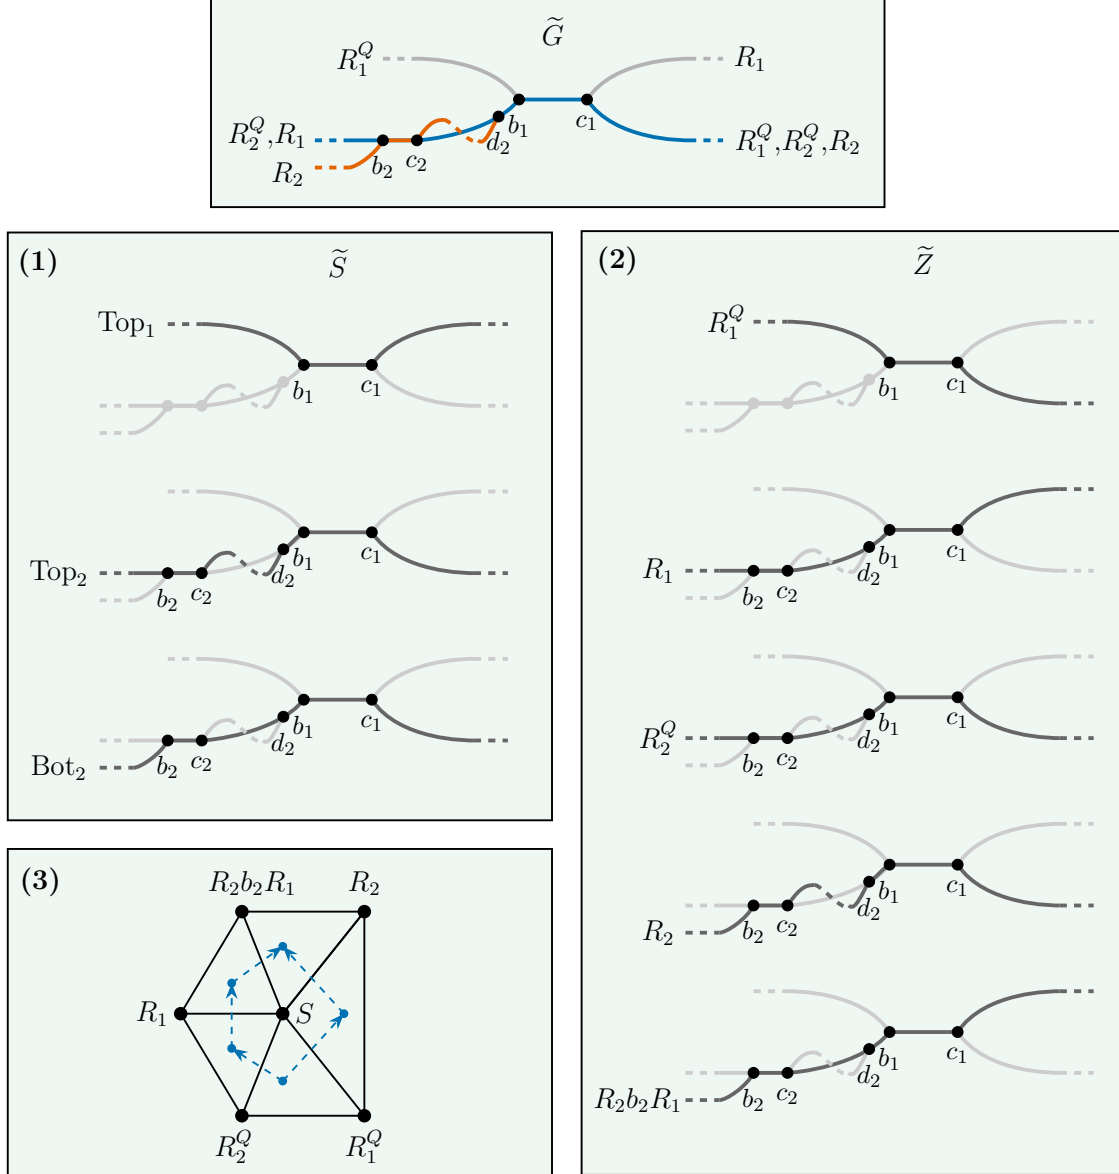 G̃
R₁^Q
R₁
b₁
c₁
R₂^Q,R₁
d₂
R₁^Q,R₂^Q,R₂
b₂
c₂
R₂
(1)
S̃
Top₁
b₁
c₁
b₁
c₁
Top₂
d₂
b₂
c₂
b₁
c₁
d₂
Bot₂
b₂
c₂
(2)
Z̃
R₁^Q
b₁
c₁
b₁
c₁
R₁
d₂
b₂
c₂
b₁
c₁
R₂^Q
d₂
b₂
c₂
b₁
c₁
d₂
R₂
b₂
c₂
b₁
c₁
d₂
R₂b₂R₁
b₂
c₂
(3)
R₂b₂R₁
R₂
R₁
S
R₂^Q
R₁^Q